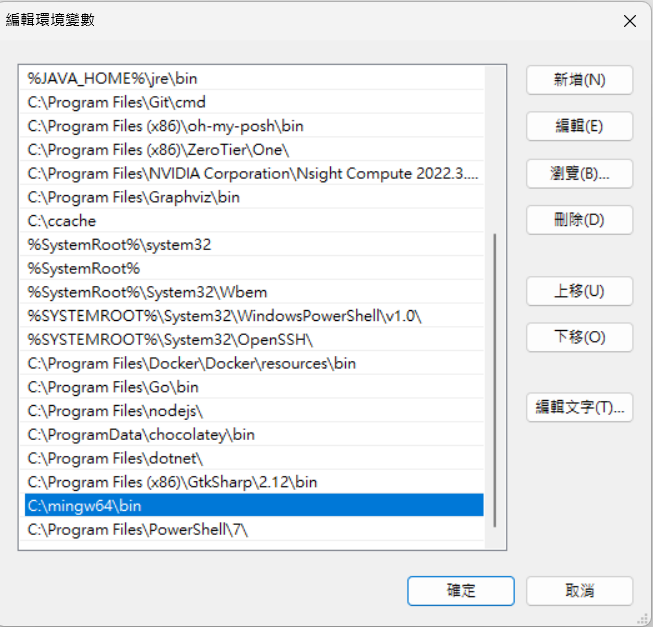 編輯環境變數
%JAVA_HOME%\jre\bin
C:\Program Files\Git\cmd
C:\Program Files (x86)\oh-my-posh\bin
C:\Program Files (x86)\ZeroTier\One\
C:\Program Files\NVIDIA Corporation\Nsight Compute 2022.3....
C:\Program Files\Graphviz\bin
C:\ccache
%SystemRoot%\system32
%SystemRoot%
%SystemRoot%\System32\Wbem
%SYSTEMROOT%\System32\WindowsPowerShell\v1.0\
%SYSTEMROOT%\System32\OpenSSH\
C:\Program Files\Docker\Docker\resources\bin
C:\Program Files\Go\bin
C:\Program Files\nodejs\
C:\ProgramData\chocolatey\bin
C:\Program Files\dotnet\
C:\Program Files (x86)\GtkSharp\2.12\bin
C:\mingw64\bin
C:\Program Files\PowerShell\7\
新增(N)
編輯(E)
瀏覽(B)...
刪除(D)
上移(U)
下移(O)
編輯文字(T)...
確定
取消